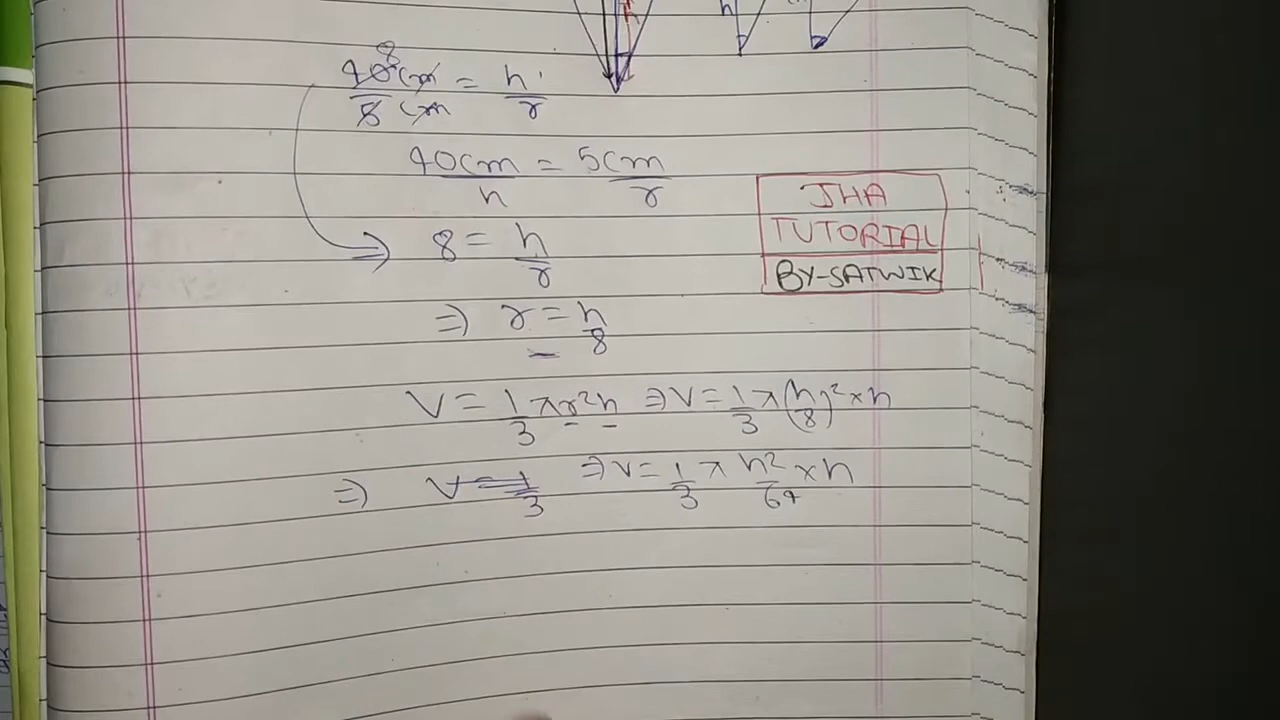 40cm/5cm = h/r
40cm/h = 5cm/r
⇒ 8 = h/r
⇒ r = h/8
V = 1/3 πr²h ⇒ V = 1/3 π(h/8)² × h
⇒ V = 1/3 ⇒ V = 1/3 π h²/64 × h
JHA
TUTORIAL
BY-SATWIK